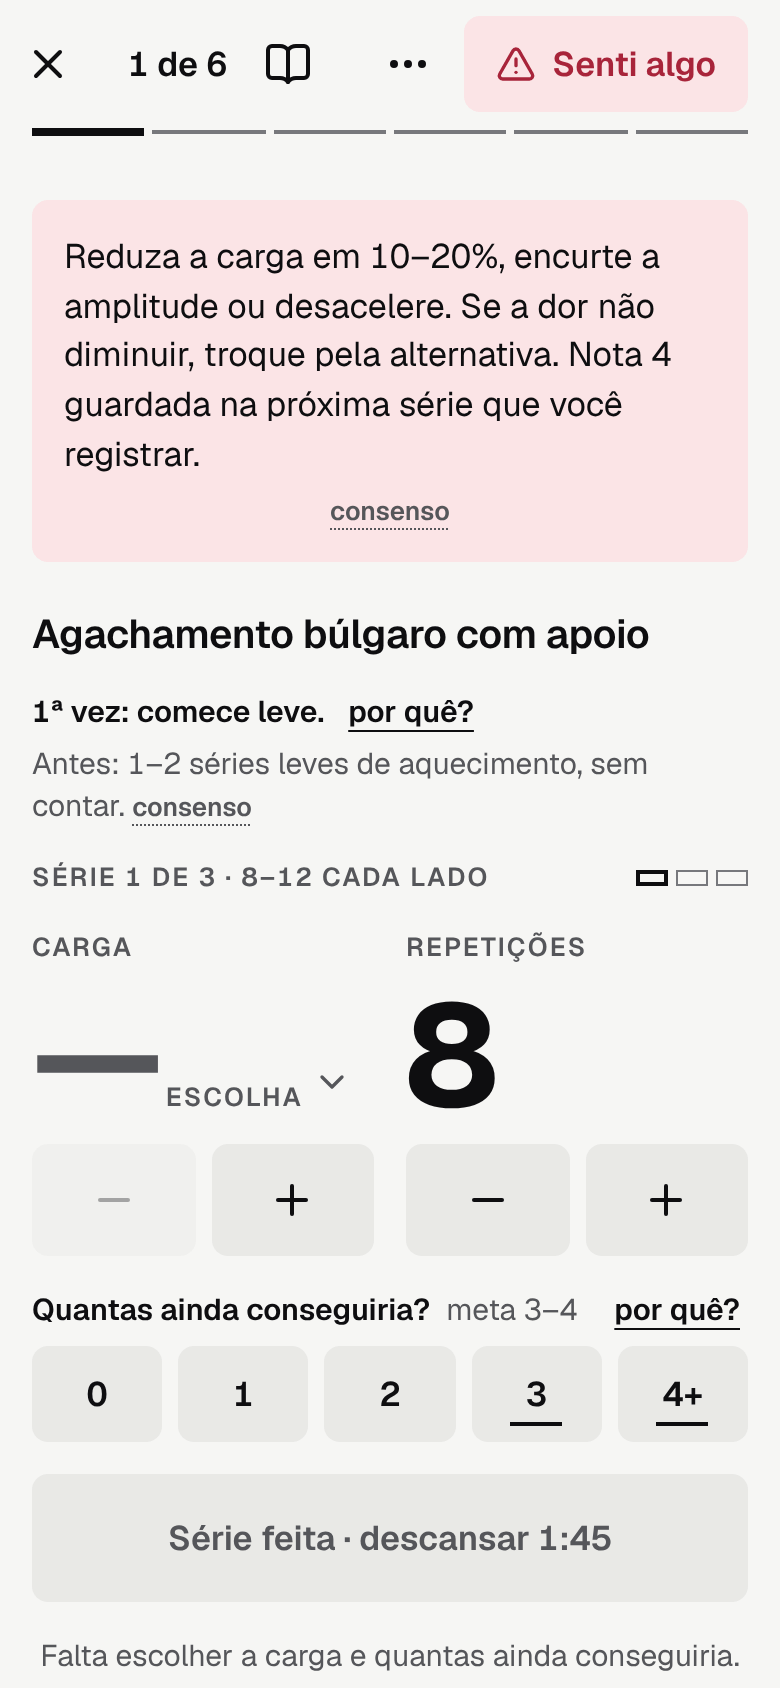 1 de 6
Senti algo
Reduza a carga em 10–20%, encurte a
amplitude ou desacelere. Se a dor não
diminuir, troque pela alternativa. Nota 4
guardada na próxima série que você
registrar.
consenso
Agachamento búlgaro com apoio
1ª vez: comece leve. por quê?
Antes: 1–2 séries leves de aquecimento, sem
contar. consenso
SÉRIE 1 DE 3 · 8–12 CADA LADO
CARGA
REPETIÇÕES
— ESCOLHA
8
− +
− +
Quantas ainda conseguiria? meta 3–4 por quê?
0 1 2 3 4+
Série feita · descansar 1:45
Falta escolher a carga e quantas ainda conseguiria.